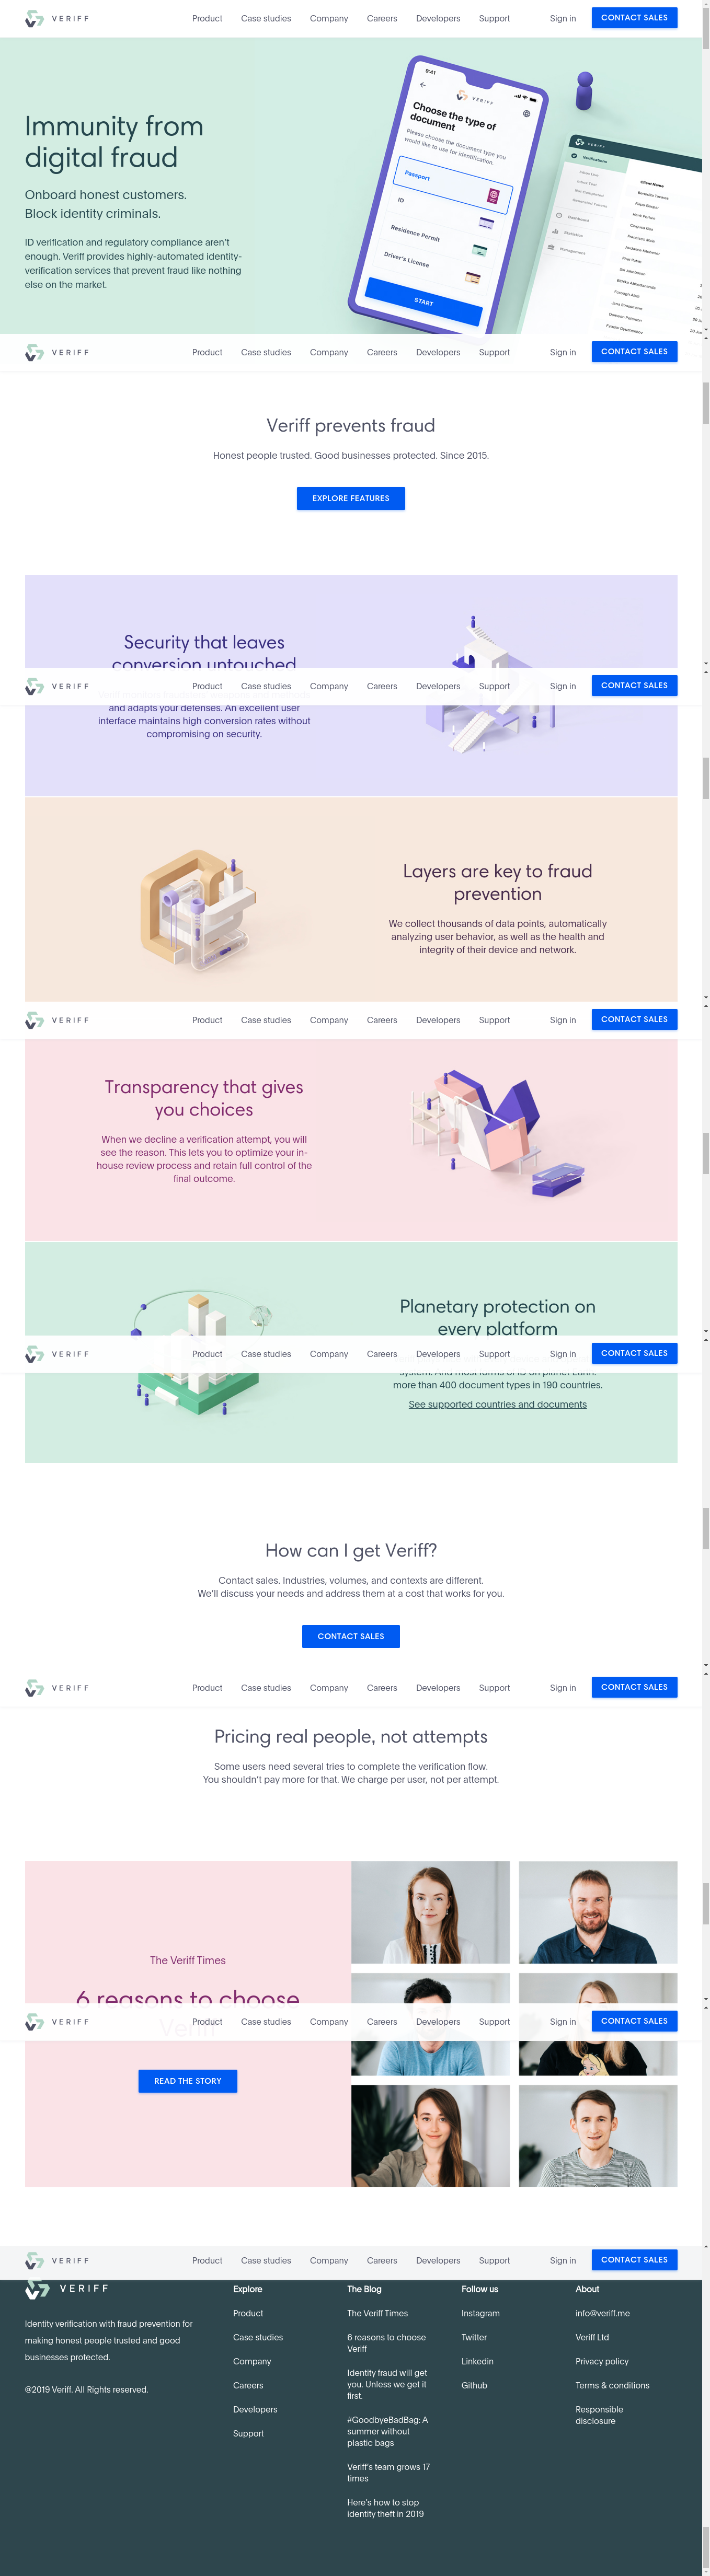 VERIFF
Product Case studies Company Careers Developers Support Sign in CONTACT SALES
Immunity from
digital fraud
Onboard honest customers.
Block identity criminals.
ID verification and regulatory compliance aren't
enough. Veriff provides highly-automated identity-
verification services that prevent fraud like nothing
else on the market.
9:41
VERIFF
Choose the type of
document
Please choose the document type you
would like to use for identification.
Passport
ID
Residence Permit
Driver's License
START
VERIFF
Verifications
Dashboard
Statistics
Management
Client Name
VERIFF
Product Case studies Company Careers Developers Support Sign in CONTACT SALES
Veriff prevents fraud
Honest people trusted. Good businesses protected. Since 2015.
EXPLORE FEATURES
Security that leaves
conversion untouched
VERIFF
Product Case studies Company Careers Developers Support Sign in CONTACT SALES
and adapts your defenses. An excellent user
interface maintains high conversion rates without
compromising on security.
Layers are key to fraud
prevention
We collect thousands of data points, automatically
analyzing user behavior, as well as the health and
integrity of their device and network.
VERIFF
Product Case studies Company Careers Developers Support Sign in CONTACT SALES
Transparency that gives
you choices
When we decline a verification attempt, you will
see the reason. This lets you to optimize your in-
house review process and retain full control of the
final outcome.
Planetary protection on
every platform
VERIFF
Product Case studies Company Careers Developers Support Sign in CONTACT SALES
system. And most forms of ID on planet Earth:
more than 400 document types in 190 countries.
See supported countries and documents
How can I get Veriff?
Contact sales. Industries, volumes, and contexts are different.
We'll discuss your needs and address them at a cost that works for you.
CONTACT SALES
VERIFF
Product Case studies Company Careers Developers Support Sign in CONTACT SALES
Pricing real people, not attempts
Some users need several tries to complete the verification flow.
You shouldn't pay more for that. We charge per user, not per attempt.
The Veriff Times
6 reasons to choose
Veriff
VERIFF
Product Case studies Company Careers Developers Support Sign in CONTACT SALES
READ THE STORY
VERIFF
Product Case studies Company Careers Developers Support Sign in CONTACT SALES
VERIFF
Identity verification with fraud prevention for
making honest people trusted and good
businesses protected.
@2019 Veriff. All Rights reserved.
Explore
Product
Case studies
Company
Careers
Developers
Support
The Blog
The Veriff Times
6 reasons to choose
Veriff
Identity fraud will get
you. Unless we get it
first.
#GoodbyeBadBag: A
summer without
plastic bags
Veriff's team grows 17
times
Here's how to stop
identity theft in 2019
Follow us
Instagram
Twitter
Linkedin
Github
About
info@veriff.me
Veriff Ltd
Privacy policy
Terms & conditions
Responsible
disclosure